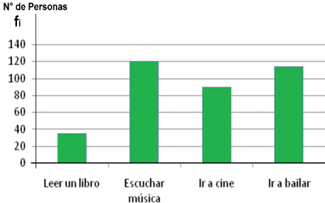 N° de Personas
fi
140
120
100
80
60
40
20
0
Leer un libro
Escuchar
música
Ir a cine
Ir a bailar